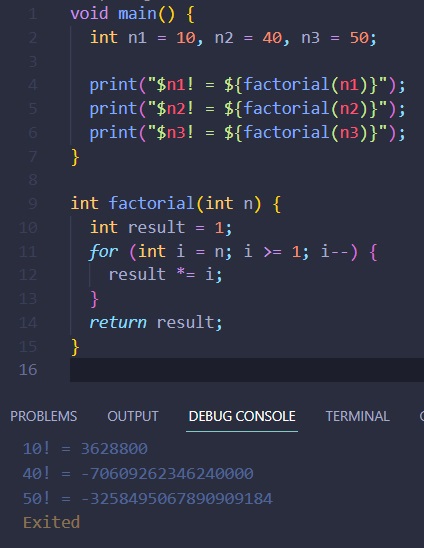 1 void main() {
2 int n1 = 10, n2 = 40, n3 = 50;
3
4 print("$n1! = ${factorial(n1)}");
5 print("$n2! = ${factorial(n2)}");
6 print("$n3! = ${factorial(n3)}");
7 }
8
9 int factorial(int n) {
10 int result = 1;
11 for (int i = n; i >= 1; i--) {
12 result *= i;
13 }
14 return result;
15 }
16
PROBLEMS OUTPUT DEBUG CONSOLE TERMINAL
10! = 3628800
40! = -70609262346240000
50! = -3258495067890909184
Exited